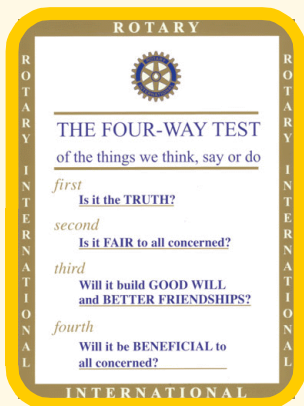 ROTARY
ROTARY INTERNATIONAL
ROTARY INTERNATIONAL
THE FOUR-WAY TEST
of the things we think, say or do
first
Is it the TRUTH?
second
Is it FAIR to all concerned?
third
Will it build GOOD WILL
and BETTER FRIENDSHIPS?
fourth
Will it be BENEFICIAL to
all concerned?
INTERNATIONAL